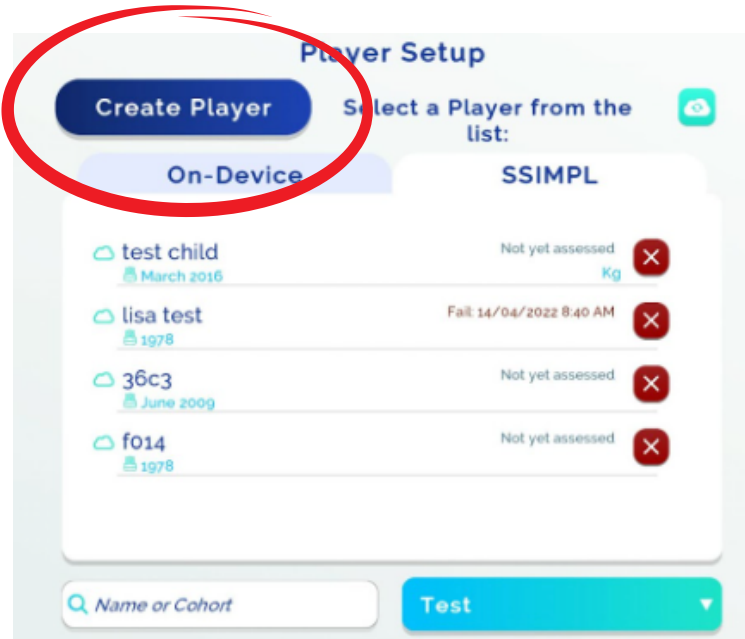 Player Setup
Create Player
Select a Player from the
list:
On-Device
SSIMPL
test child
Not yet assessed
March 2016
Kg
lisa test
Fail: 14/04/2022 8:40 AM
1978
36c3
Not yet assessed
June 2009
f014
Not yet assessed
1978
Name or Cohort
Test